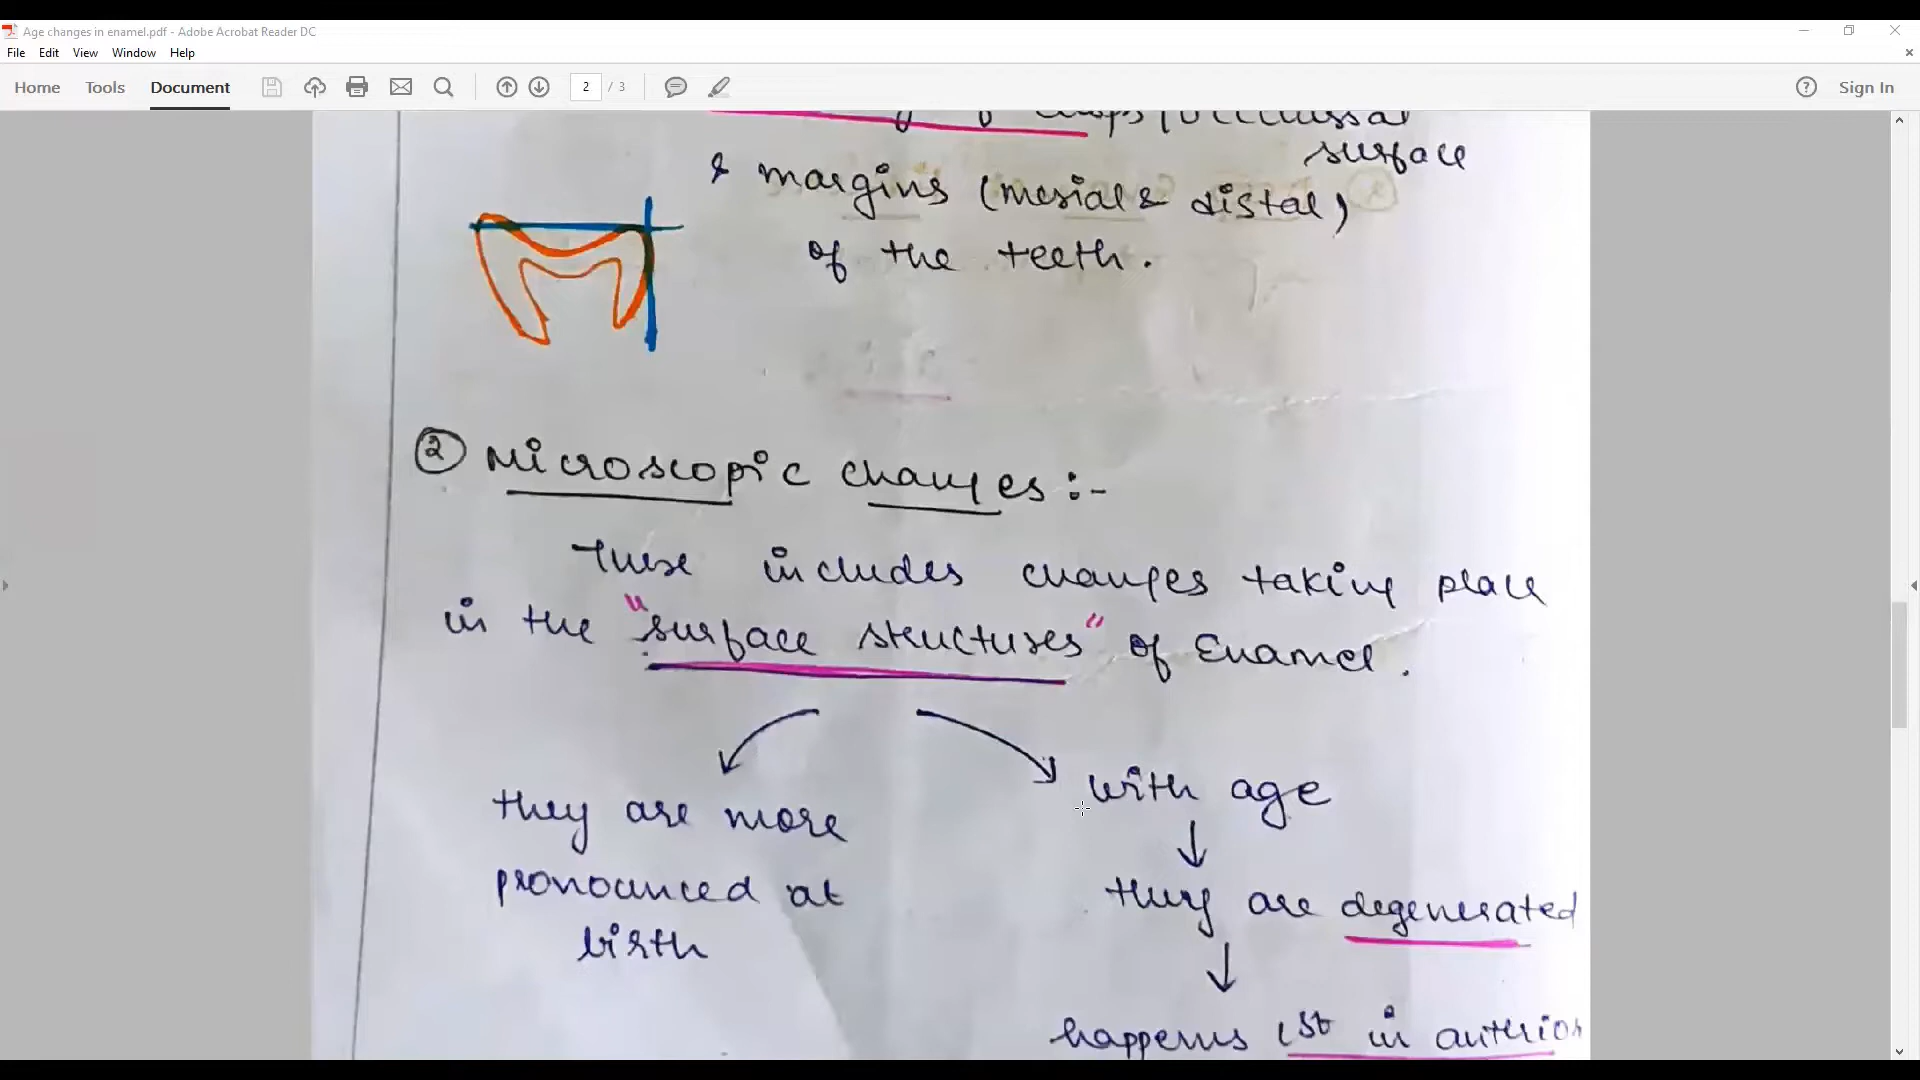 Age changes in enamel.pdf - Adobe Acrobat Reader DC
File Edit View Window Help
Home Tools Document 2 / 3 Sign In
surface
& margins (mesial & distal)
of the teeth.
2 Microscopic changes :-
These includes changes taking place
in the "surface structures" of Enamel.
they are more
pronounced at
birth
with age
they are degenerated
happens 1st in anterior